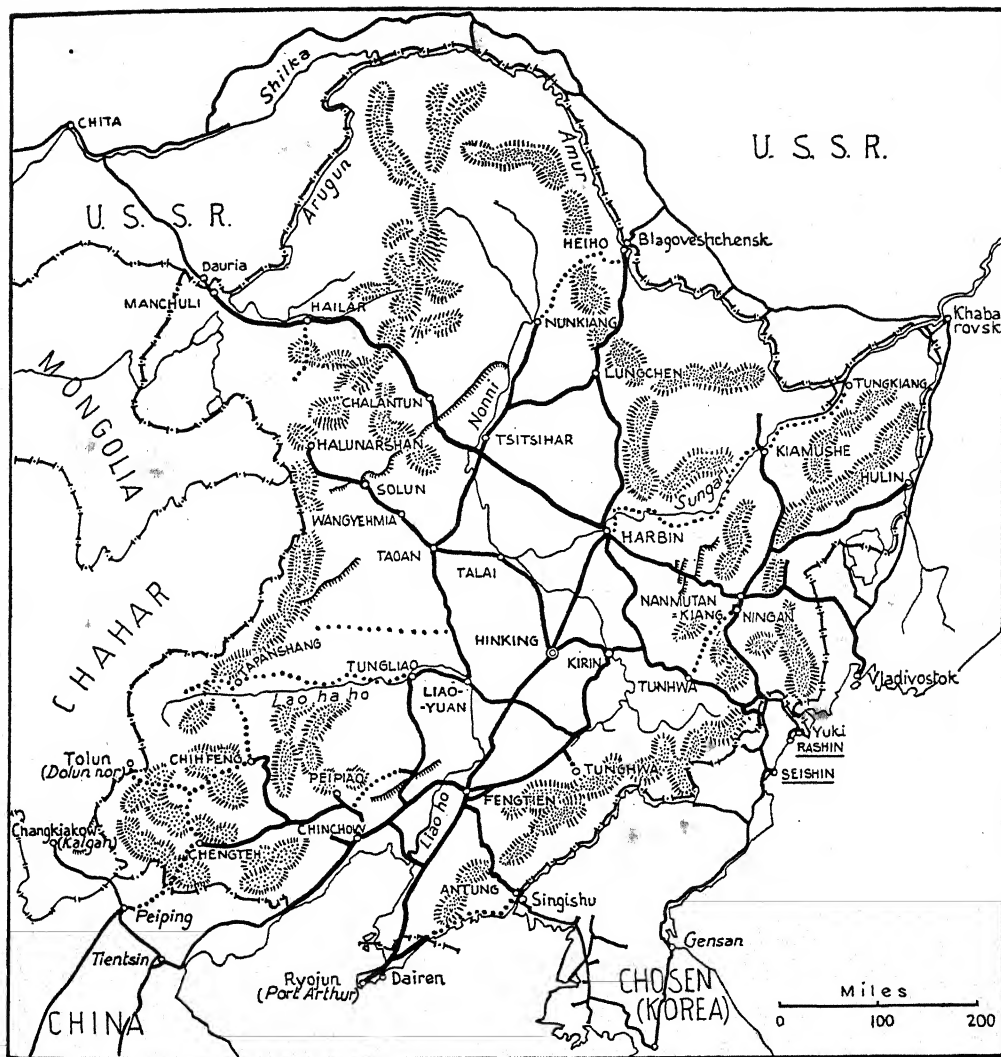 Shilka
CHITA
U. S. S. R.
Amur
Arugun
U. S. S. R.
HEIHO
Blagoveshchensk
Dauria
MANCHULI
HAILAR
NUNKIANG
Khaba
rovsk
MONGOLIA
LUNGCHEN
TUNGKIANG
CHALANTUN
Nonni
HALUNARSHAN
TSITSIHAR
KIAMUSHE
HULIN
SOLUN
Sunga
WANGYEHMIA
HARBIN
TAOAN
TALAI
NANMUTAN
=KIANG
NINGAN
CHAHAR
HINKING
KIRIN
TAPANSHANG
TUNGLIAO
Lao ha ho
LIAO-
-YUAN
TUNHWA
Vladivostok
Yuki
RASHIN
Tolun
(Dolun nor)
CHIHFENG
PEIPIAO
TUNGHWA
SEISHIN
FENGTIEN
Changkiakow
(Kalgan)
CHINCHOW
Liao ho
CHENGTEH
ANTUNG
Singishu
Peiping
Gensan
Tientsin
Ryojun
(Port Arthur)
Dairen
CHOSEN
(KOREA)
Miles
CHINA
0 100 200